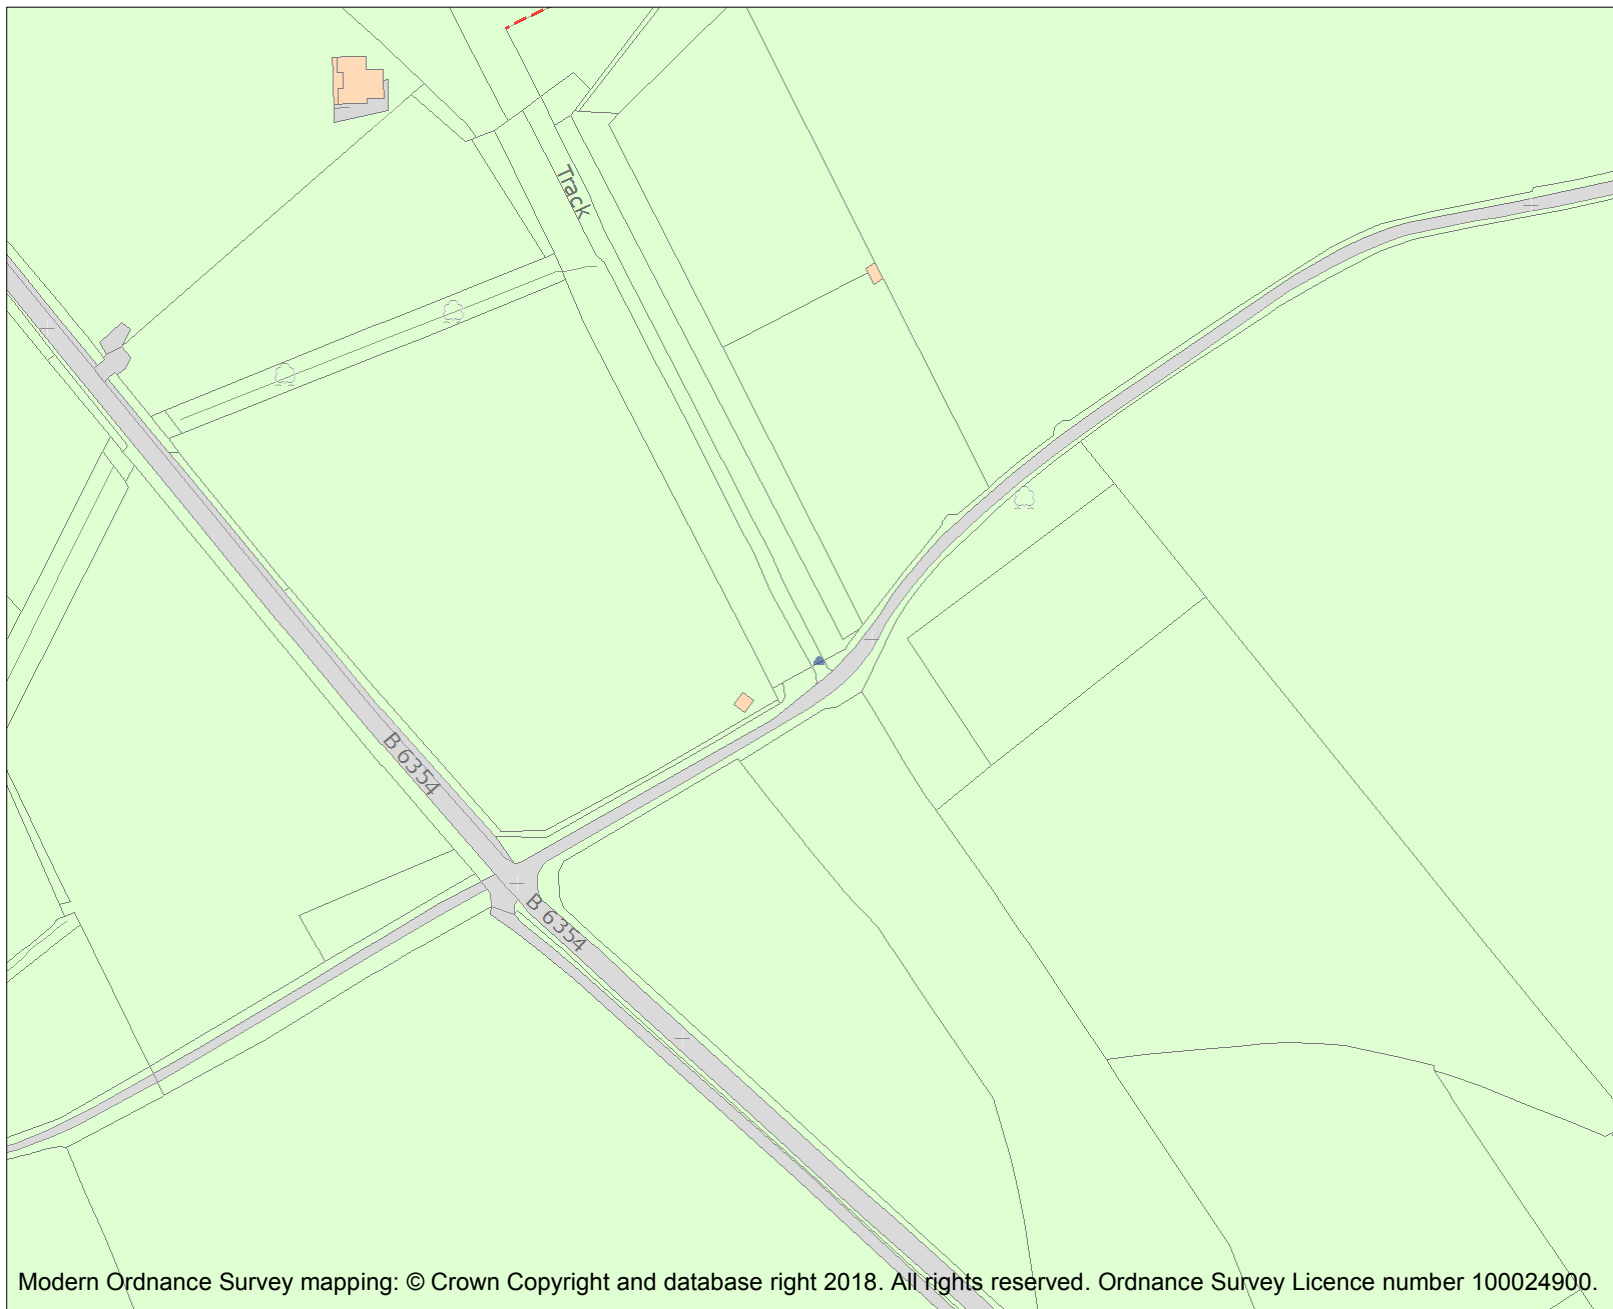 Track
B 6354
B 6354
Modern Ordnance Survey mapping: © Crown Copyright and database right 2018. All rights reserved. Ordnance Survey Licence number 100024900.